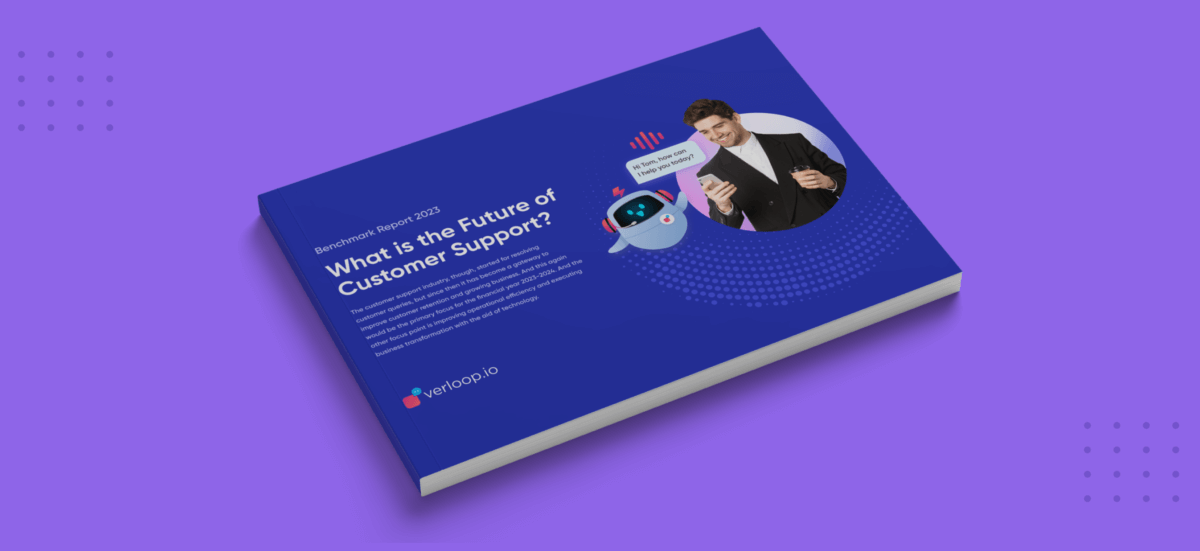 Benchmark Report 2023
What is the Future of
Customer Support?
The customer support industry, though, started for resolving
customer queries, but since then it has become a gateway to
improve customer retention and growing business. And this again
would be the primary focus for the financial year 2023-2024. And the
other focus point is improving operational efficiency and executing
business transformation with the aid of technology.
verloop.io
Hi Tom, how can
I help you today?